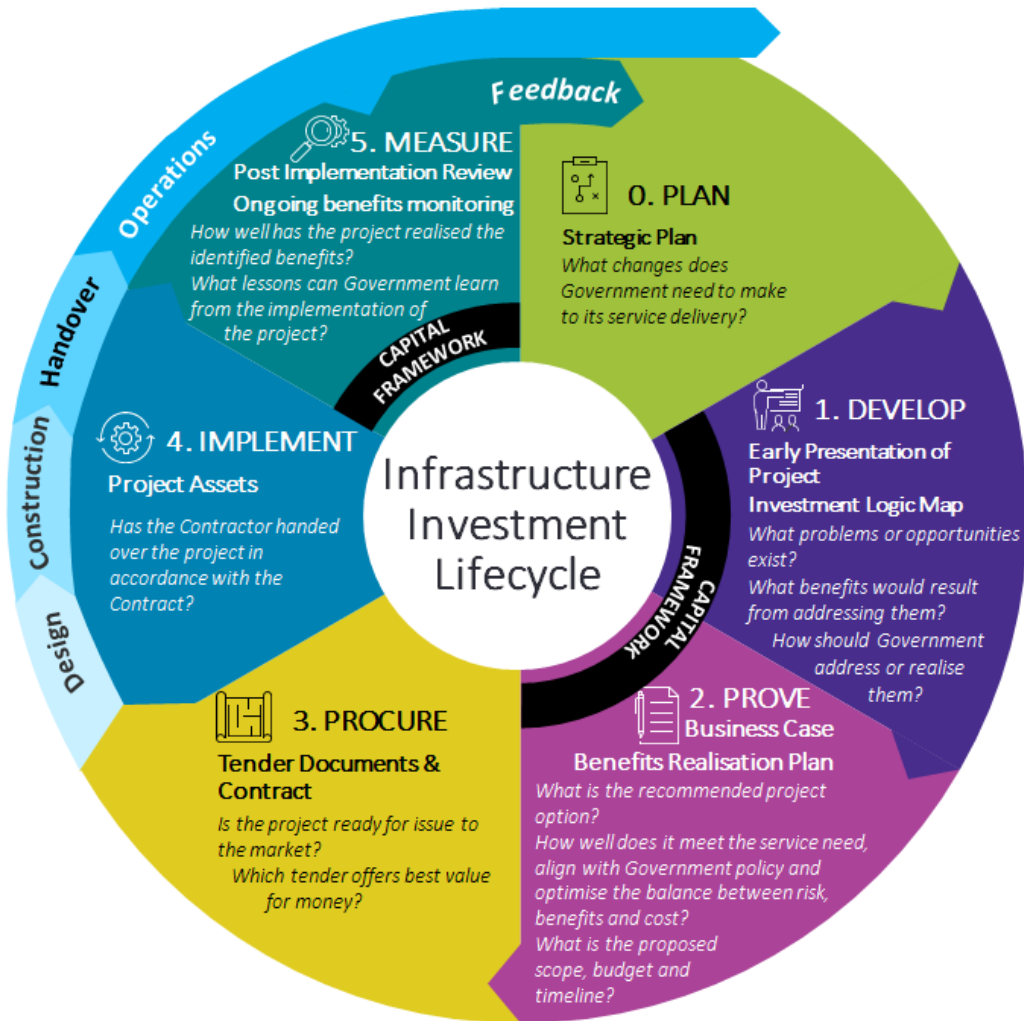 Infrastructure
Investment
Lifecycle
0. PLAN
Strategic Plan
What changes does
Government need to make
to its service delivery?
1. DEVELOP
Early Presentation of
Project
Investment Logic Map
What problems or opportunities
exist?
What benefits would result
from addressing them?
How should Government
address or realise
them?
CAPITAL
FRAMEWORK
2. PROVE
Business Case
Benefits Realisation Plan
What is the recommended project
option?
How well does it meet the service need,
align with Government policy and
optimise the balance between risk,
benefits and cost?
What is the proposed
scope, budget and
timeline?
3. PROCURE
Tender Documents &
Contract
Is the project ready for issue to
the market?
Which tender offers best value
for money?
4. IMPLEMENT
Project Assets
Has the Contractor handed
over the project in
accordance with the
Contract?
Design
Construction
Handover
Operations
5. MEASURE
Post Implementation Review
Ongoing benefits monitoring
How well has the project realised the
identified benefits?
What lessons can Government learn
from the implementation of
the project?
CAPITAL
FRAMEWORK
Feedback